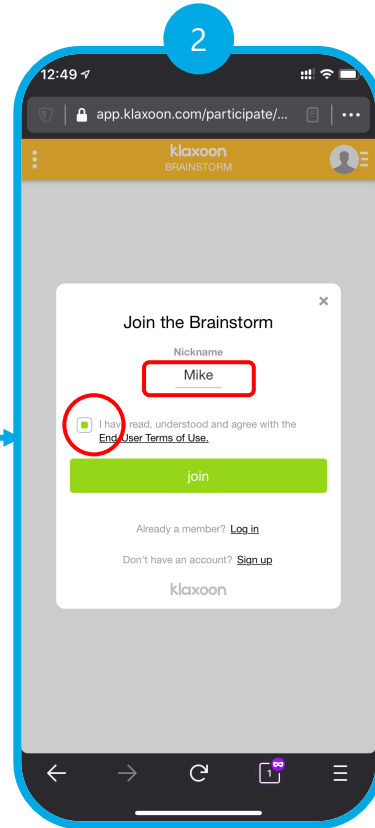 2
12:49
app.klaxoon.com/participate/...
klaxoon
BRAINSTORM
Join the Brainstorm
Nickname
Mike
I have read, understood and agree with the
End-User Terms of Use.
join
Already a member? Log in
Don't have an account? Sign up
klaxoon
1